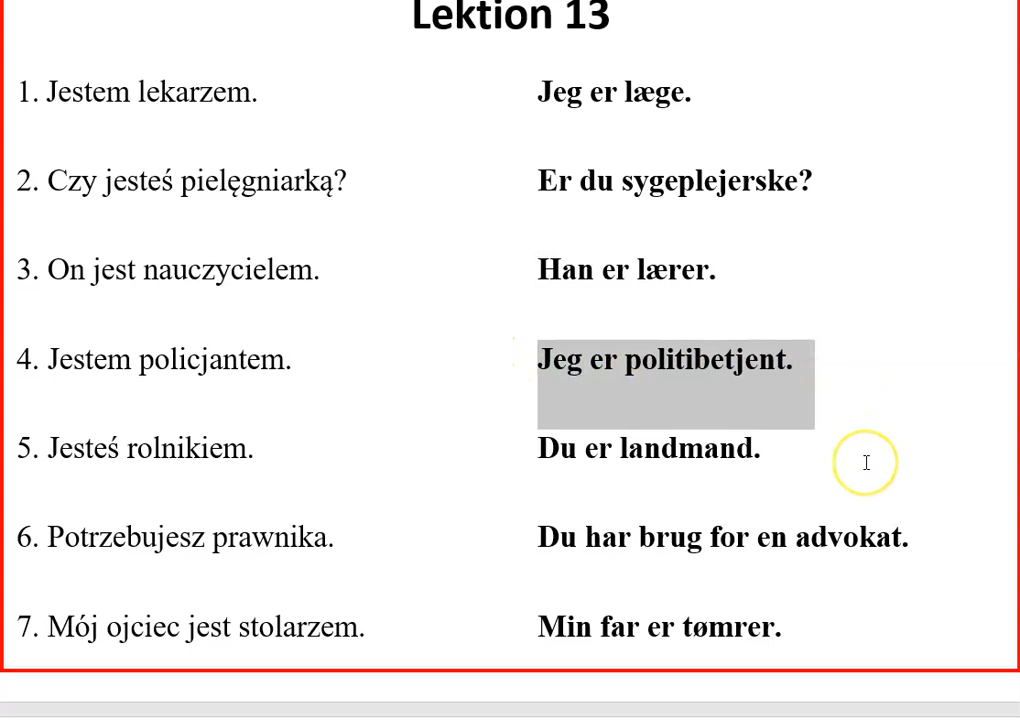 Lektion 13
1. Jestem lekarzem. Jeg er læge.
2. Czy jesteś pielęgniarką? Er du sygeplejerske?
3. On jest nauczycielem. Han er lærer.
4. Jestem policjantem. Jeg er politibetjent.
5. Jesteś rolnikiem. Du er landmand.
6. Potrzebujesz prawnika. Du har brug for en advokat.
7. Mój ojciec jest stolarzem. Min far er tømrer.